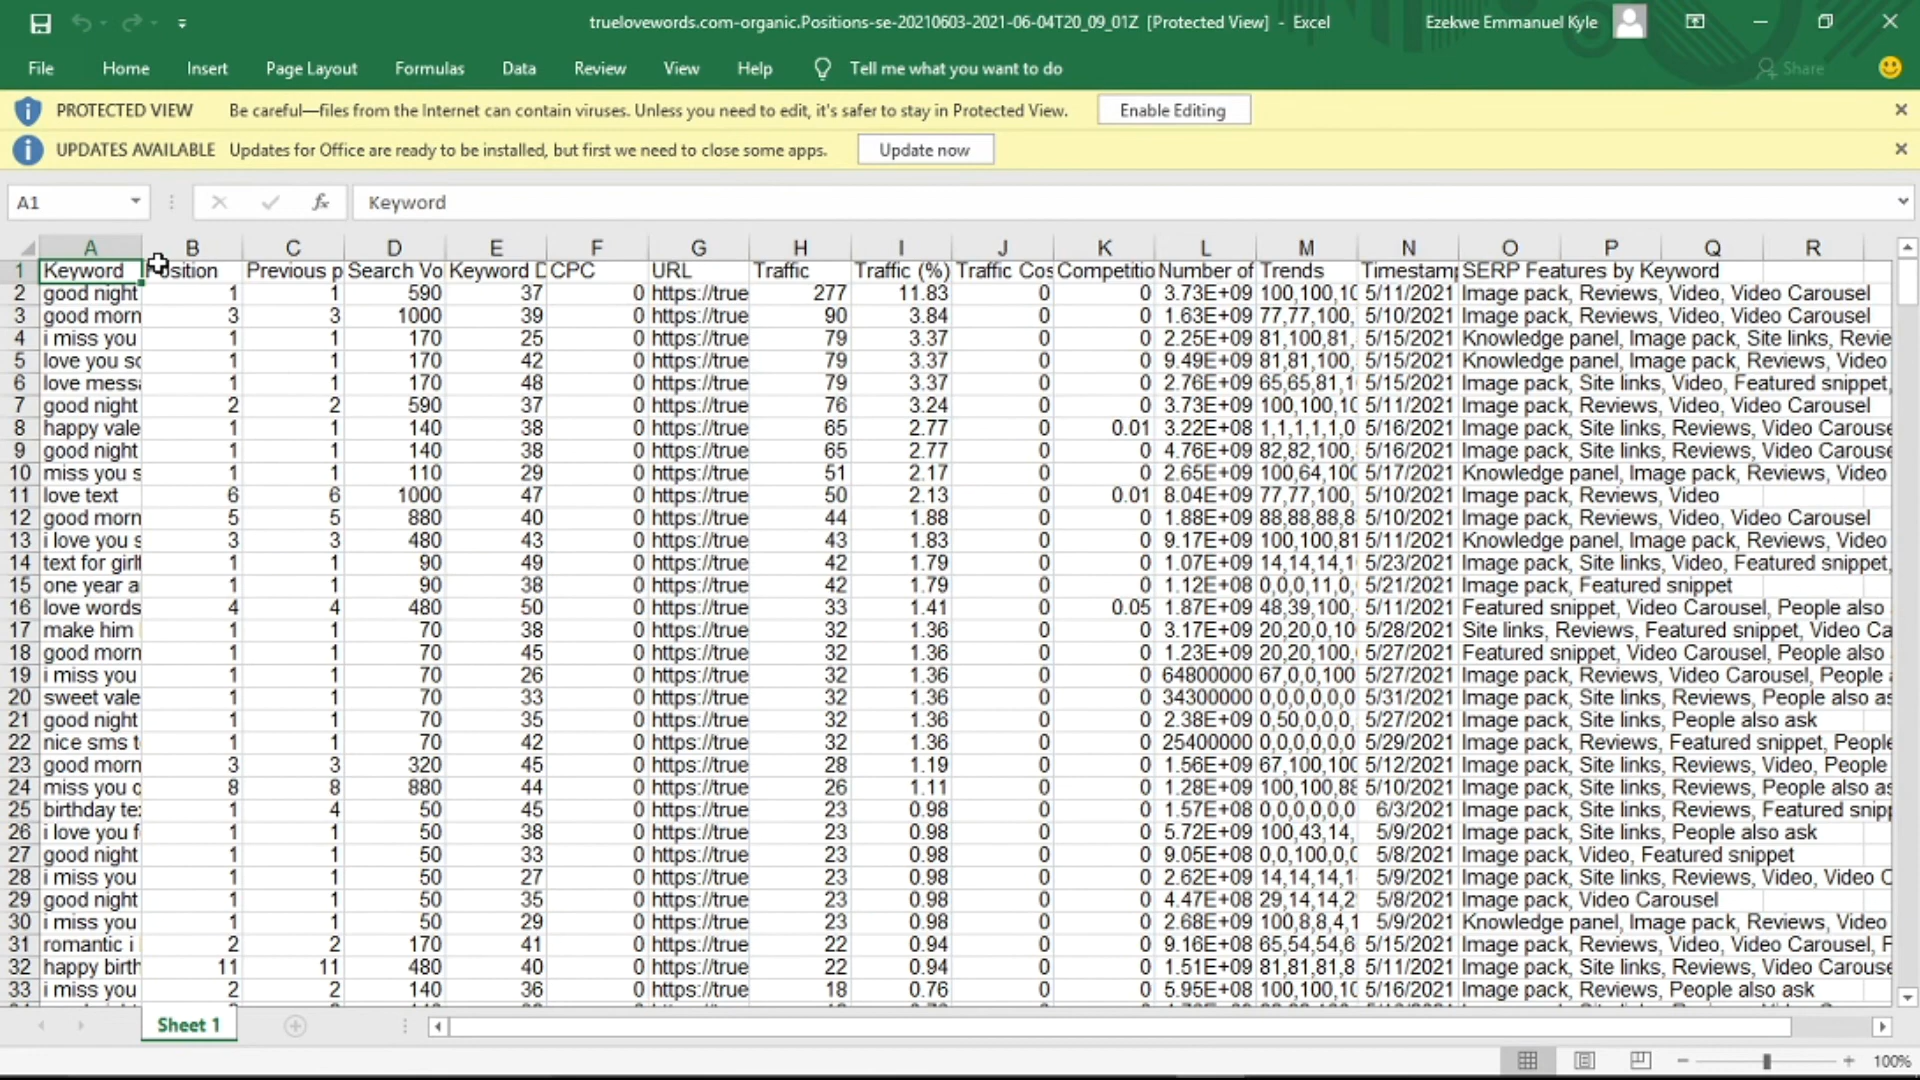 truelovewords.com-organic.Positions-se-20210603-2021-06-04T20_09_01Z [Protected View] - Excel
Ezekwe Emmanuel Kyle
File Home Insert Page Layout Formulas Data Review View Help Tell me what you want to do Share
PROTECTED VIEW Be careful—files from the Internet can contain viruses. Unless you need to edit, it's safer to stay in Protected View. Enable Editing
UPDATES AVAILABLE Updates for Office are ready to be installed, but first we need to close some apps. Update now
A1 fx Keyword
A B C D E F G H I J K L M N O P Q R
1 Keyword Position Previous p Search Vo Keyword D CPC URL Traffic Traffic (%) Traffic Cos Competitio Number of Trends Timestamp SERP Features by Keyword
2 good night 1 1 590 37 0 https://true 277 11.83 0 0 3.73E+09 100,100,10 5/11/2021 Image pack, Reviews, Video, Video Carousel
3 good morn 3 3 1000 39 0 https://true 90 3.84 0 0 1.63E+09 77,77,100, 5/10/2021 Image pack, Reviews, Video, Video Carousel
4 i miss you 1 1 170 25 0 https://true 79 3.37 0 0 2.25E+09 81,100,81, 5/15/2021 Knowledge panel, Image pack, Site links, Revie
5 love you so 1 1 170 42 0 https://true 79 3.37 0 0 9.49E+09 81,81,100, 5/15/2021 Knowledge panel, Image pack, Reviews, Video
6 love messa 1 1 170 48 0 https://true 79 3.37 0 0 2.76E+09 65,65,81,1 5/15/2021 Image pack, Site links, Video, Featured snippet,
7 good night 2 2 590 37 0 https://true 76 3.24 0 0 3.73E+09 100,100,10 5/11/2021 Image pack, Reviews, Video, Video Carousel
8 happy vale 1 1 140 38 0 https://true 65 2.77 0 0.01 3.22E+08 1,1,1,1,1,0 5/16/2021 Image pack, Site links, Reviews, Video Carouse
9 good night 1 1 140 38 0 https://true 65 2.77 0 0 4.76E+09 82,82,100, 5/16/2021 Image pack, Site links, Reviews, Video Carouse
10 miss you s 1 1 110 29 0 https://true 51 2.17 0 0 2.65E+09 100,64,100 5/17/2021 Knowledge panel, Image pack, Reviews, Video
11 love text 6 6 1000 47 0 https://true 50 2.13 0 0.01 8.04E+09 77,77,100, 5/10/2021 Image pack, Reviews, Video
12 good morn 5 5 880 40 0 https://true 44 1.88 0 0 1.88E+09 88,88,88,8 5/10/2021 Image pack, Reviews, Video, Video Carousel
13 i love you s 3 3 480 43 0 https://true 43 1.83 0 0 9.17E+09 100,100,81 5/11/2021 Knowledge panel, Image pack, Reviews, Video
14 text for girlf 1 1 90 49 0 https://true 42 1.79 0 0 1.07E+09 14,14,14,1 5/23/2021 Image pack, Site links, Video, Featured snippet,
15 one year a 1 1 90 38 0 https://true 42 1.79 0 0 1.12E+08 0,0,0,11,0, 5/21/2021 Image pack, Featured snippet
16 love words 4 4 480 50 0 https://true 33 1.41 0 0.05 1.87E+09 48,39,100, 5/11/2021 Featured snippet, Video Carousel, People also
17 make him 1 1 70 38 0 https://true 32 1.36 0 0 3.17E+09 20,20,0,10 5/28/2021 Site links, Reviews, Featured snippet, Video Ca
18 good morn 1 1 70 45 0 https://true 32 1.36 0 0 1.23E+09 20,20,100, 5/27/2021 Featured snippet, Video Carousel, People also
19 i miss you 1 1 70 26 0 https://true 32 1.36 0 0 64800000 67,0,0,100 5/27/2021 Image pack, Reviews, Video Carousel, People
20 sweet vale 1 1 70 33 0 https://true 32 1.36 0 0 34300000 0,0,0,0,0,0 5/31/2021 Image pack, Site links, Reviews, People also as
21 good night 1 1 70 35 0 https://true 32 1.36 0 0 2.38E+09 0,50,0,0,0, 5/27/2021 Image pack, Site links, People also ask
22 nice sms t 1 1 70 42 0 https://true 32 1.36 0 0 25400000 0,0,0,0,0,0 5/29/2021 Image pack, Reviews, Featured snippet, People
23 good morn 3 3 320 45 0 https://true 28 1.19 0 0 1.56E+09 67,100,100 5/12/2021 Image pack, Site links, Reviews, Video, People
24 miss you q 8 8 880 44 0 https://true 26 1.11 0 0 1.28E+09 100,100,88 5/10/2021 Image pack, Site links, Reviews, People also as
25 birthday te 1 4 50 45 0 https://true 23 0.98 0 0 1.57E+08 0,0,0,0,0,0 6/3/2021 Image pack, Site links, Reviews, Featured snipp
26 i love you f 1 1 50 38 0 https://true 23 0.98 0 0 5.72E+09 100,43,14, 5/9/2021 Image pack, Site links, People also ask
27 good night 1 1 50 33 0 https://true 23 0.98 0 0 9.05E+08 0,0,100,0,0 5/8/2021 Image pack, Video, Featured snippet
28 i miss you 1 1 50 27 0 https://true 23 0.98 0 0 2.62E+09 14,14,14,1 5/9/2021 Image pack, Site links, Reviews, Video, Video C
29 good night 1 1 50 35 0 https://true 23 0.98 0 0 4.47E+08 29,14,14,2 5/8/2021 Image pack, Video Carousel
30 i miss you 1 1 50 29 0 https://true 23 0.98 0 0 2.68E+09 100,8,8,4,1 5/9/2021 Knowledge panel, Image pack, Reviews, Video
31 romantic i 2 2 170 41 0 https://true 22 0.94 0 0 9.16E+08 65,54,54,6 5/15/2021 Image pack, Reviews, Video, Video Carousel, F
32 happy birth 11 11 480 40 0 https://true 22 0.94 0 0 1.51E+09 81,81,81,8 5/11/2021 Image pack, Site links, Reviews, Video Carouse
33 i miss you 2 2 140 36 0 https://true 18 0.76 0 0 5.95E+08 100,100,10 5/16/2021 Image pack, Reviews, People also ask
Sheet 1
100%